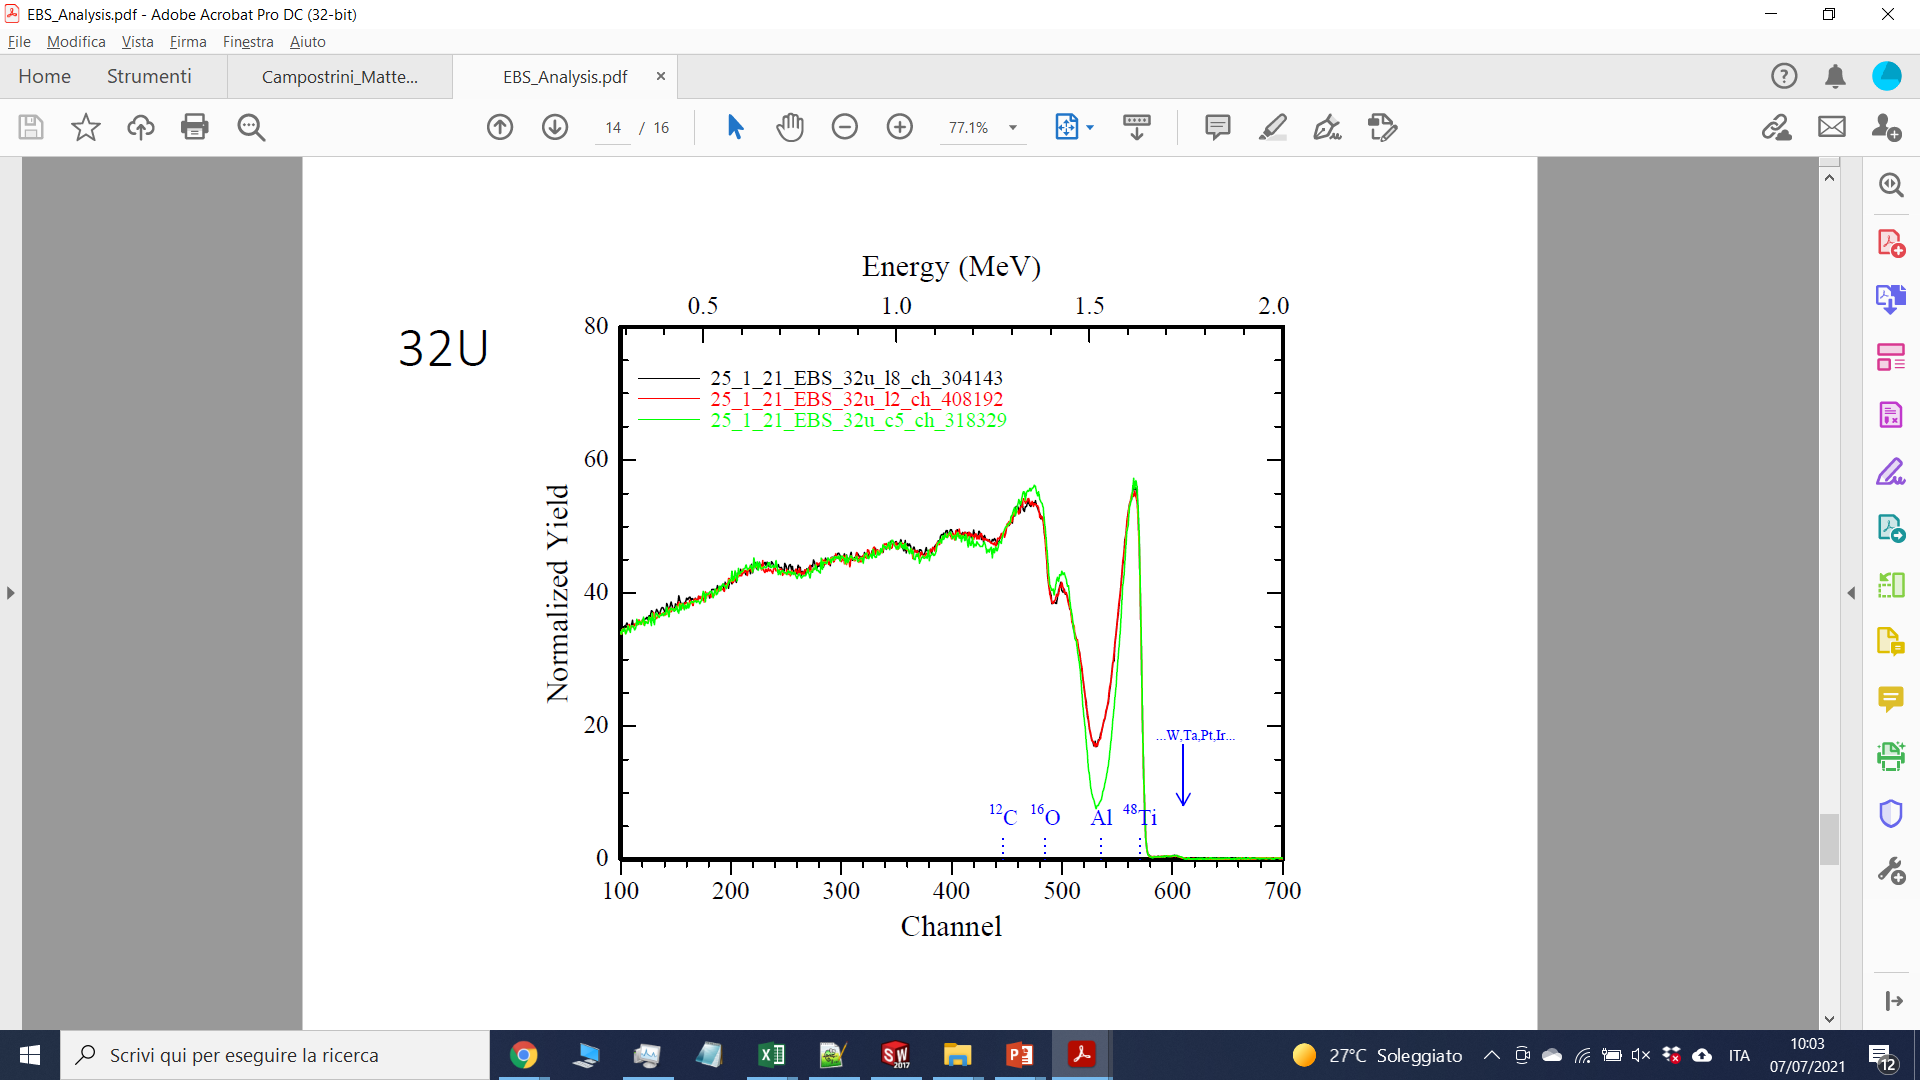 EBS_Analysis.pdf - Adobe Acrobat Pro DC (32-bit)
File Modifica Vista Firma Finestra Aiuto
Home Strumenti Campostrini_Matte... EBS_Analysis.pdf ×
14 / 16 77.1%
Energy (MeV)
0.5 1.0 1.5 2.0
32U
80
60
40
20
0
Normalized Yield
25_1_21_EBS_32u_l8_ch_304143
25_1_21_EBS_32u_l2_ch_408192
25_1_21_EBS_32u_c5_ch_318329
...W,Ta,Pt,Ir...
12C 16O Al 48Ti
100 200 300 400 500 600 700
Channel
Scrivi qui per eseguire la ricerca
27°C Soleggiato
ITA
10:03
07/07/2021
12
SW
2017